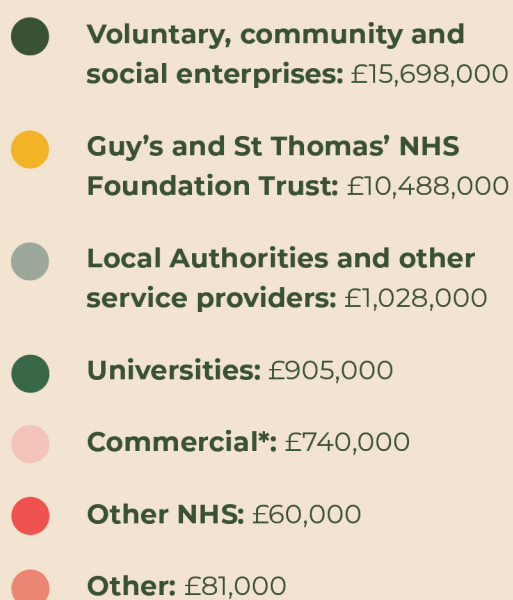 Voluntary, community and
social enterprises: £15,698,000
Guy’s and St Thomas’ NHS
Foundation Trust: £10,488,000
Local Authorities and other
service providers: £1,028,000
Universities: £905,000
Commercial*: £740,000
Other NHS: £60,000
Other: £81,000